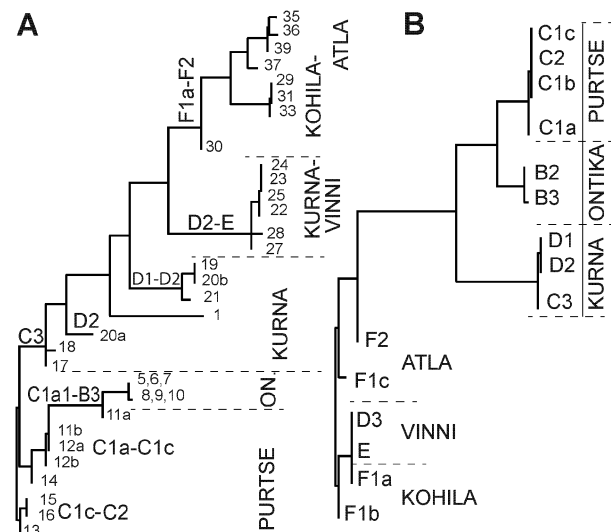 A
35
36
39
37
29
31
33
30
F1a-F2
KOHILA-
ATLA
24
23
25
22
28
27
D2-E
KURNA-
VINNI
19
20b
21
D1-D2
1
D2
20a
C3
18
17
KURNA
5,6,7
8,9,10
C1a1-B3
11a
ON.
11b
12a
12b
C1a-C1c
14
15
16
C1c-C2
13
PURTSE
B
C1c
C2
C1b
C1a
PURTSE
B2
B3
ONTIKA
D1
D2
C3
KURNA
F2
F1c
ATLA
D3
E
VINNI
F1a
F1b
KOHILA